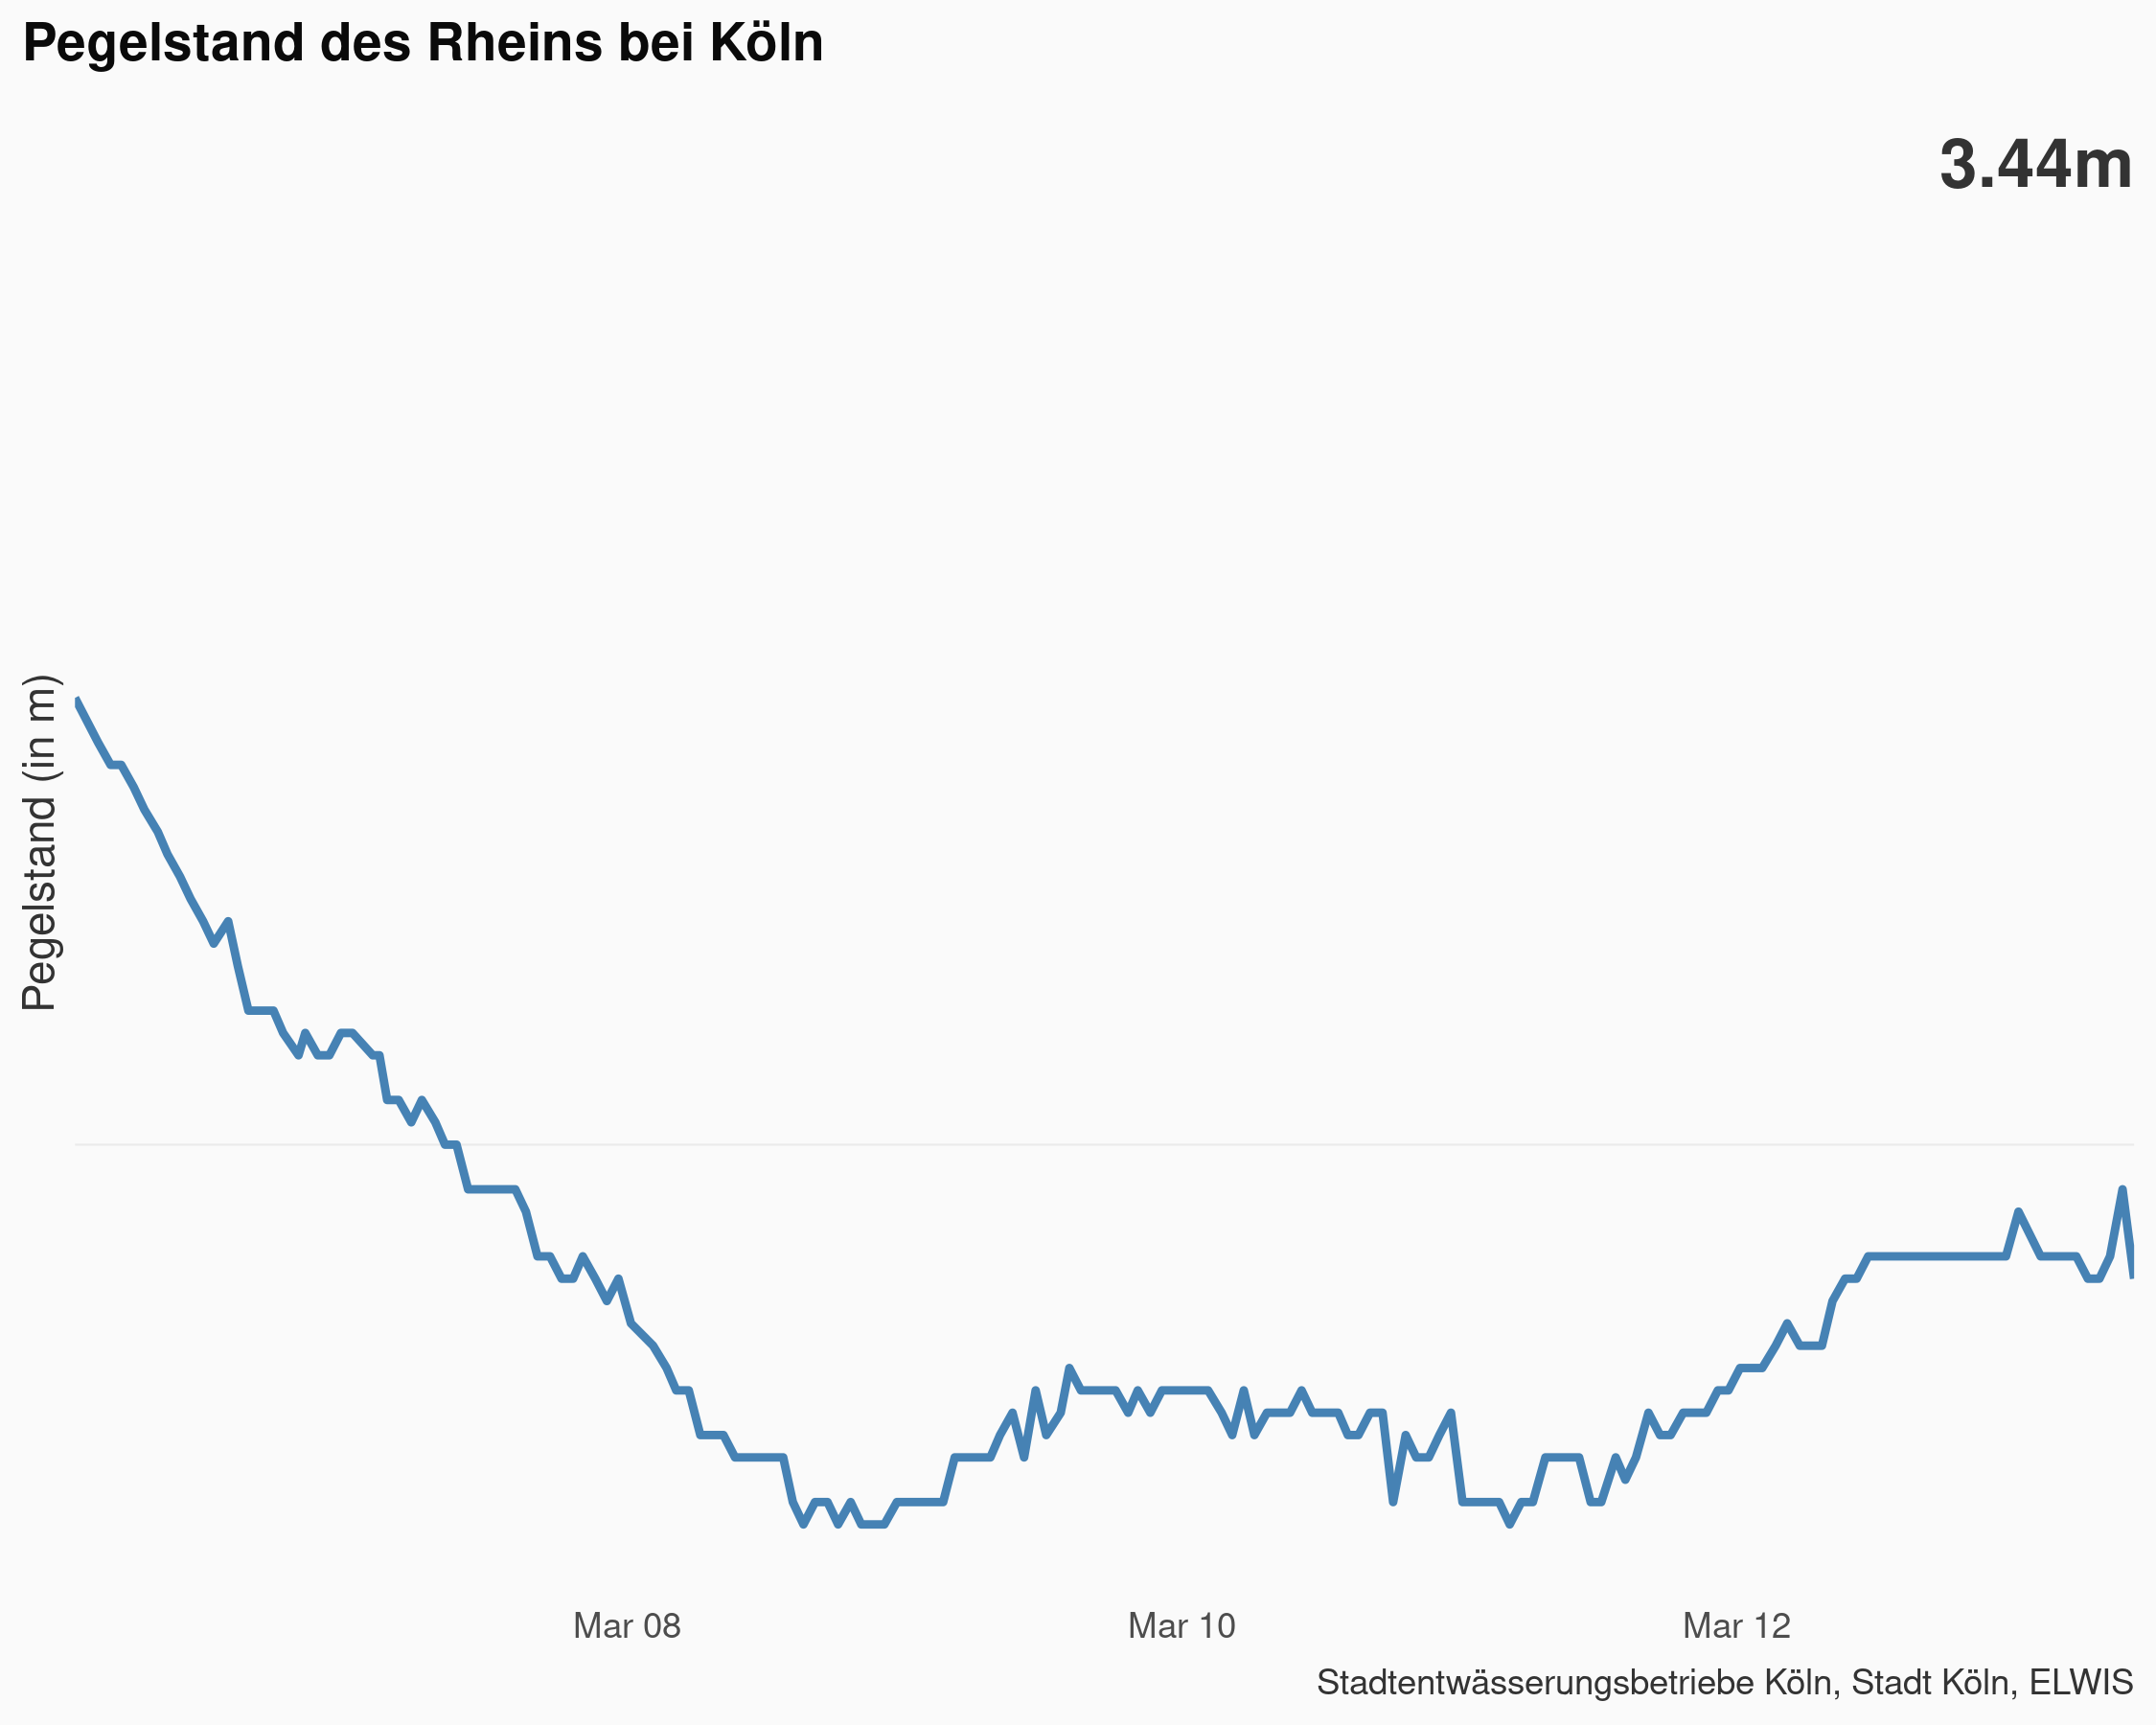 Pegelstand des Rheins bei Köln
3.44m
Pegelstand (in m)
Mar 08
Mar 10
Mar 12
Stadtentwässerungsbetriebe Köln, Stadt Köln, ELWIS